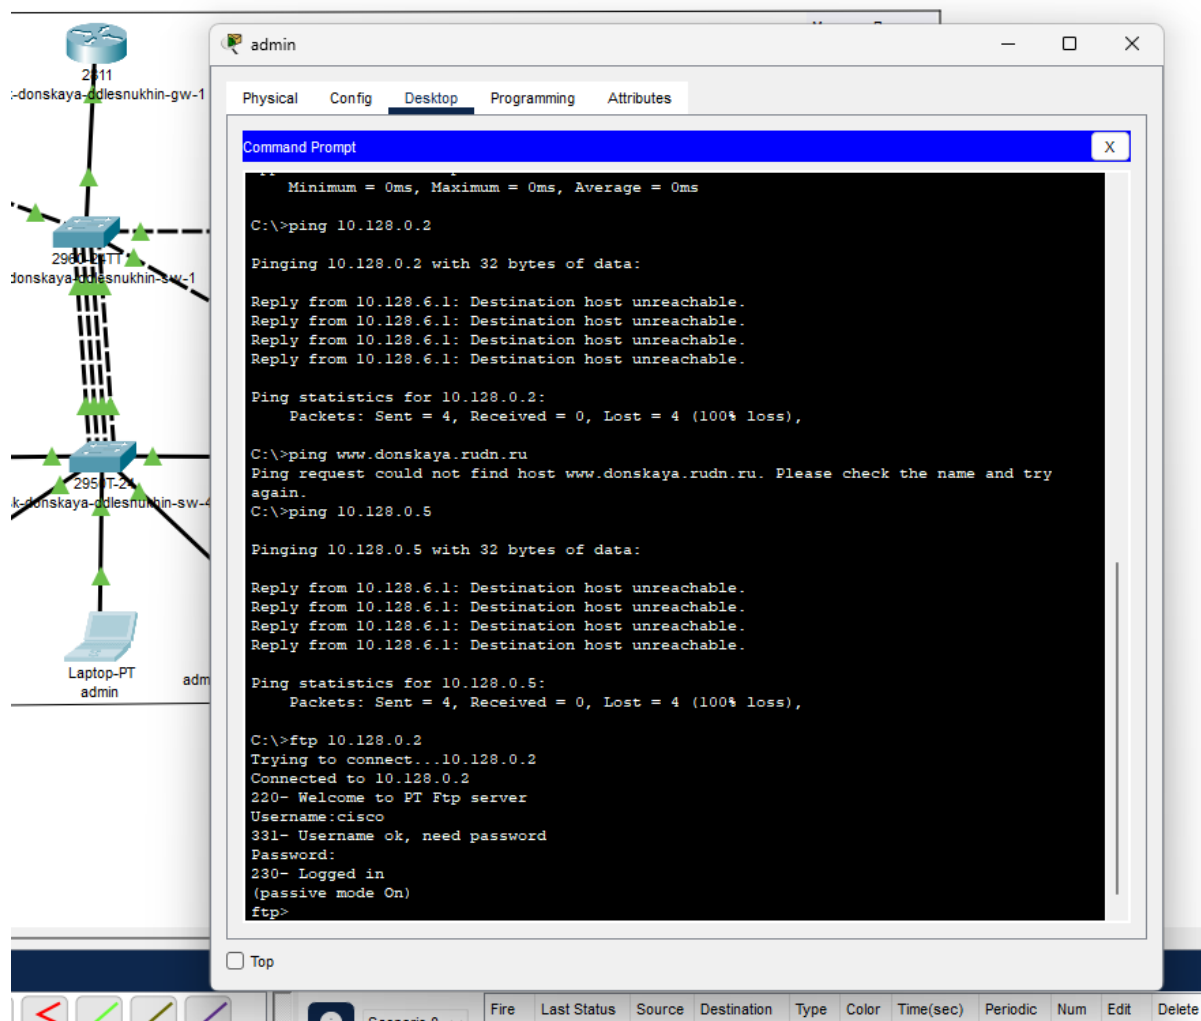 admin
Physical Config Desktop Programming Attributes
Command Prompt
X
Minimum = 0ms, Maximum = 0ms, Average = 0ms
C:\>ping 10.128.0.2
Pinging 10.128.0.2 with 32 bytes of data:
Reply from 10.128.6.1: Destination host unreachable.
Reply from 10.128.6.1: Destination host unreachable.
Reply from 10.128.6.1: Destination host unreachable.
Reply from 10.128.6.1: Destination host unreachable.
Ping statistics for 10.128.0.2:
Packets: Sent = 4, Received = 0, Lost = 4 (100% loss),
C:\>ping www.donskaya.rudn.ru
Ping request could not find host www.donskaya.rudn.ru. Please check the name and try
again.
C:\>ping 10.128.0.5
Pinging 10.128.0.5 with 32 bytes of data:
Reply from 10.128.6.1: Destination host unreachable.
Reply from 10.128.6.1: Destination host unreachable.
Reply from 10.128.6.1: Destination host unreachable.
Reply from 10.128.6.1: Destination host unreachable.
Ping statistics for 10.128.0.5:
Packets: Sent = 4, Received = 0, Lost = 4 (100% loss),
C:\>ftp 10.128.0.2
Trying to connect...10.128.0.2
Connected to 10.128.0.2
220- Welcome to PT Ftp server
Username:cisco
331- Username ok, need password
Password:
230- Logged in
(passive mode On)
ftp>
Top
2811
-donskaya-ddlesnukhin-gw-1
2960-24TT
donskaya-ddlesnukhin-sw-1
2950T-24
k-donskaya-ddlesnukhin-sw-4
Laptop-PT
admin
adm
Fire Last Status Source Destination Type Color Time(sec) Periodic Num Edit Delete